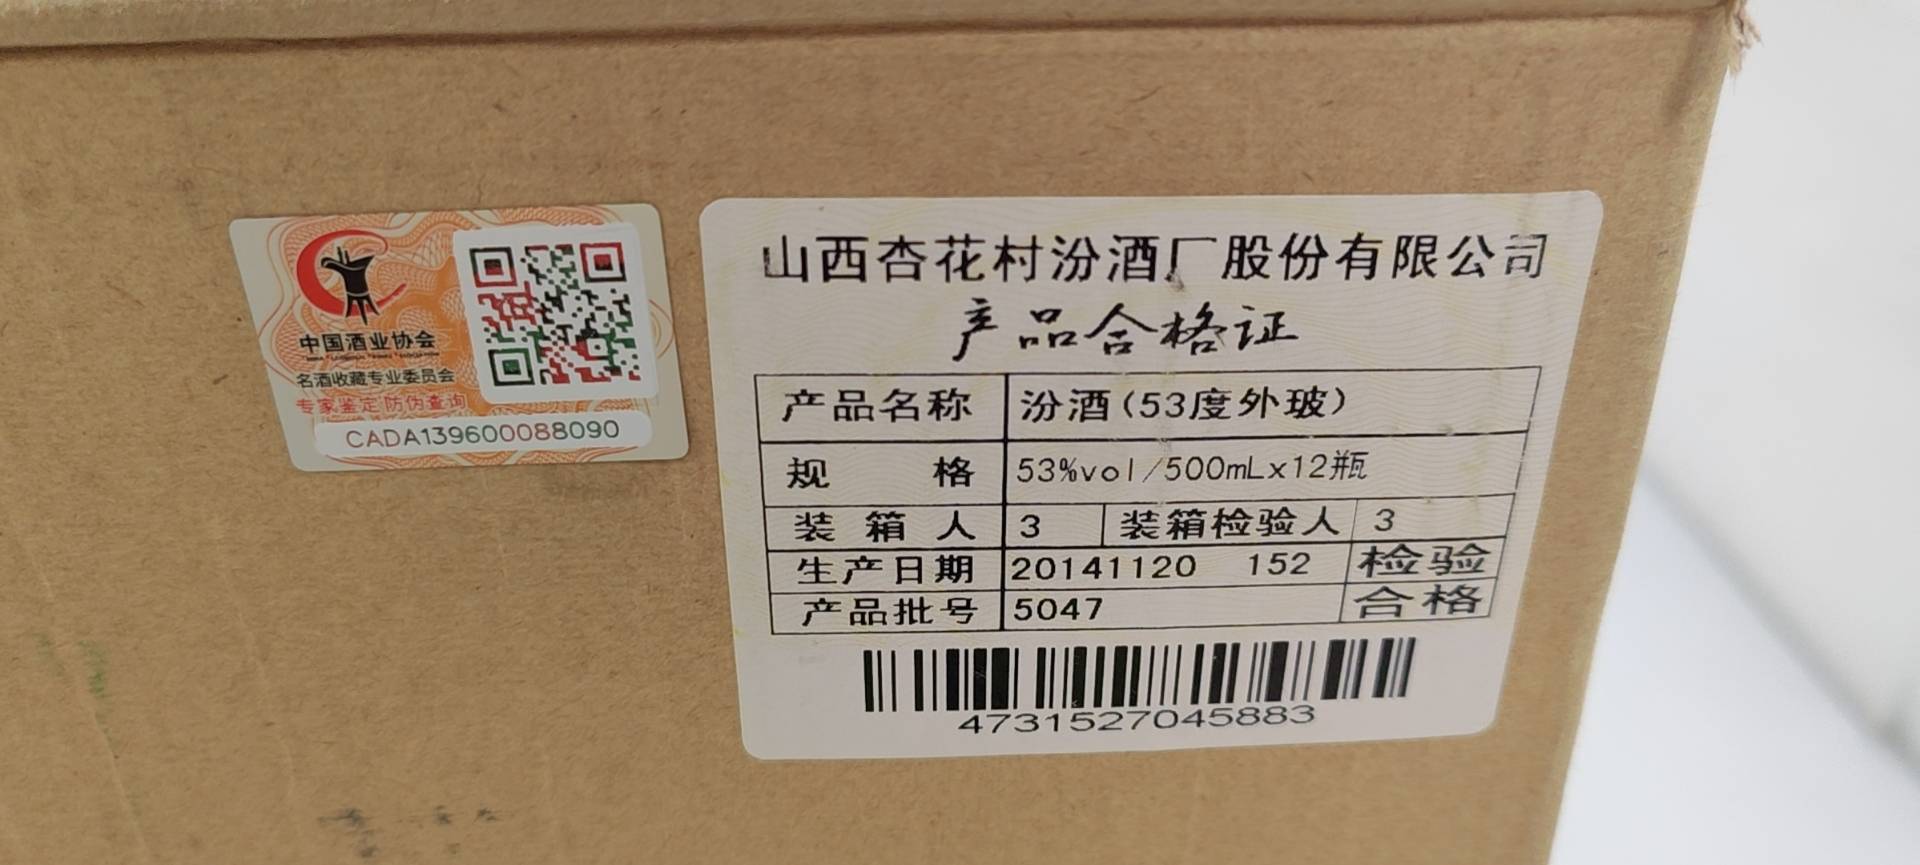 中国酒业协会
名酒收藏专业委员会
专家鉴定 防伪查询
CADA139600088090
山西杏花村汾酒厂股份有限公司
产品合格证
产品名称 汾酒(53度外玻)
规 格 53%vol/500mLx12瓶
装 箱 人 3 装箱检验人 3
生产日期 20141120 152 检验
产品批号 5047 合格
4731527045883